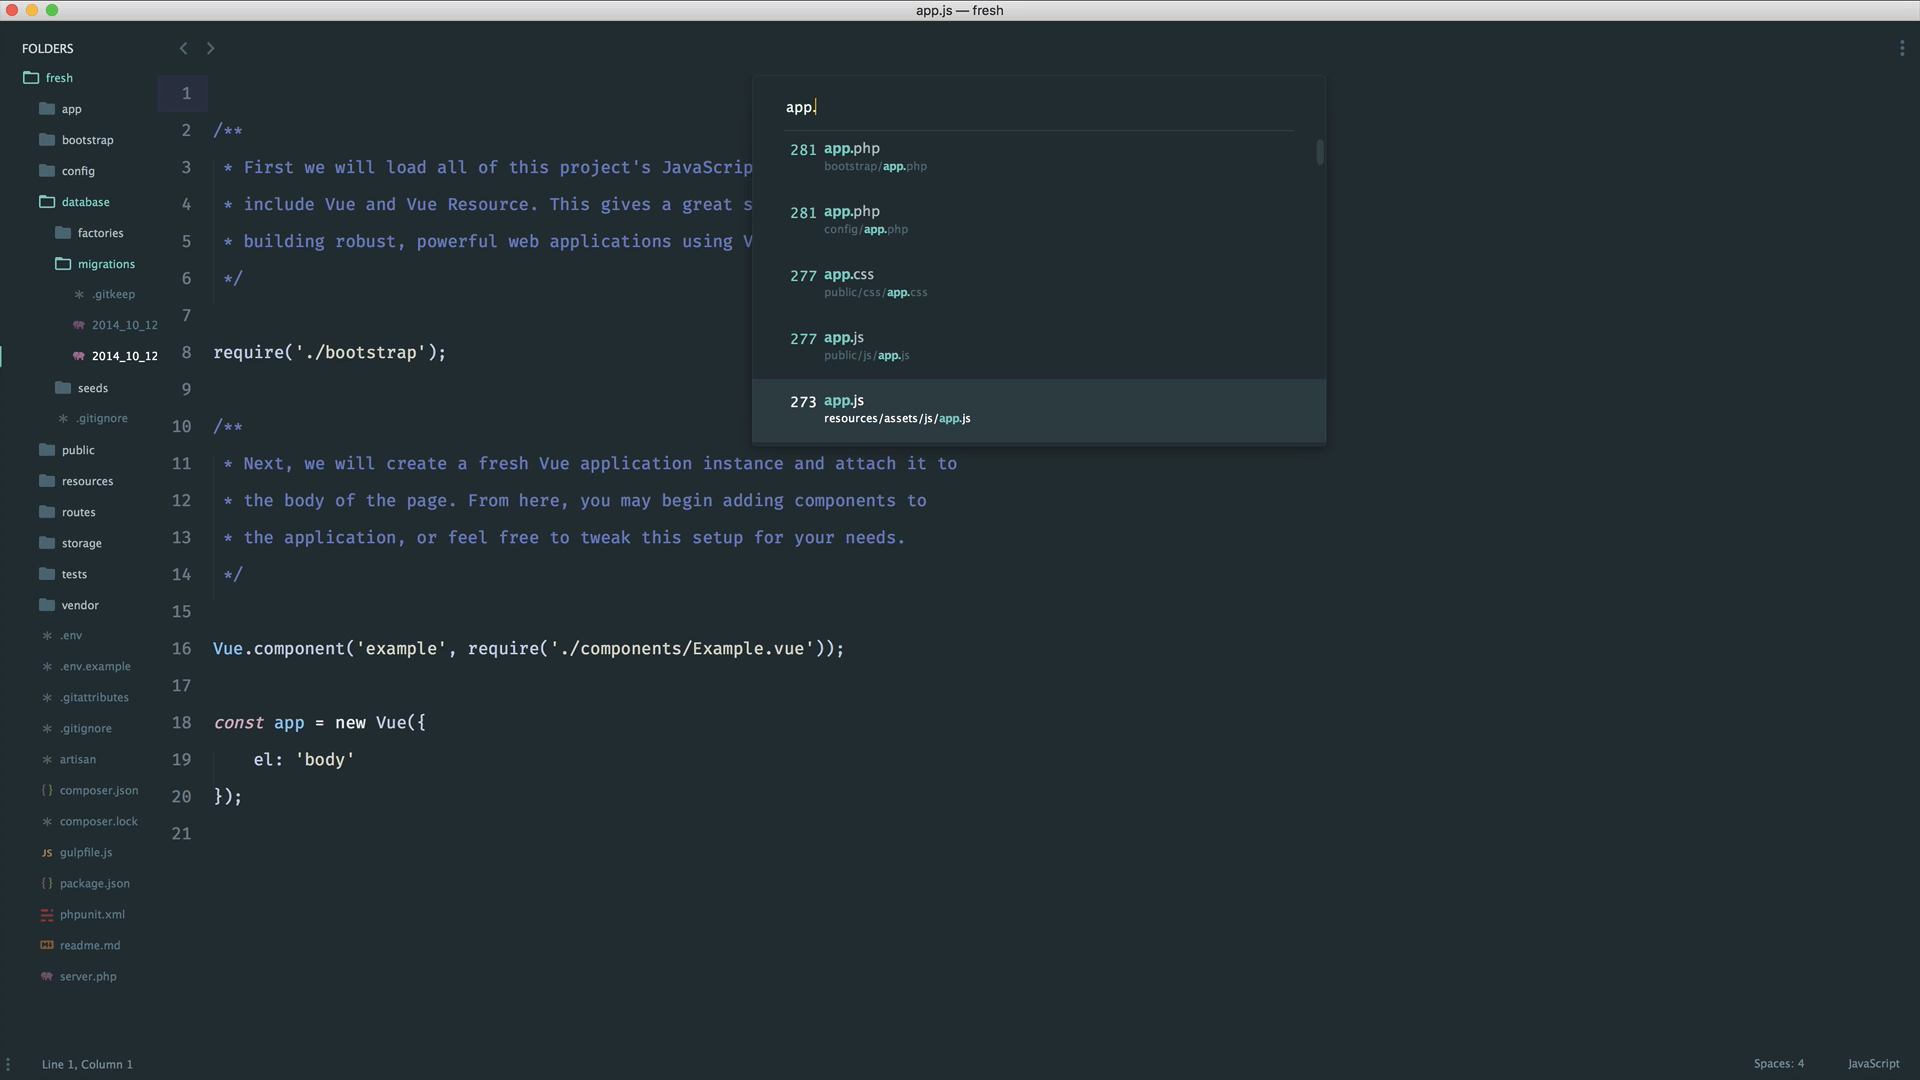 app.js — fresh
FOLDERS
fresh
app
bootstrap
config
database
factories
migrations
.gitkeep
2014_10_12
2014_10_12
seeds
.gitignore
public
resources
routes
storage
tests
vendor
.env
.env.example
.gitattributes
.gitignore
artisan
{} composer.json
composer.lock
JS gulpfile.js
{} package.json
phpunit.xml
readme.md
server.php
1
2 /**
3 * First we will load all of this project's JavaScrip
4 * include Vue and Vue Resource. This gives a great s
5 * building robust, powerful web applications using V
6 */
7
8 require('./bootstrap');
9
10 /**
11 * Next, we will create a fresh Vue application instance and attach it to
12 * the body of the page. From here, you may begin adding components to
13 * the application, or feel free to tweak this setup for your needs.
14 */
15
16 Vue.component('example', require('./components/Example.vue'));
17
18 const app = new Vue({
19 el: 'body'
20 });
21
app.
281 app.php
bootstrap/app.php
281 app.php
config/app.php
277 app.css
public/css/app.css
277 app.js
public/js/app.js
273 app.js
resources/assets/js/app.js
Line 1, Column 1
Spaces: 4
JavaScript